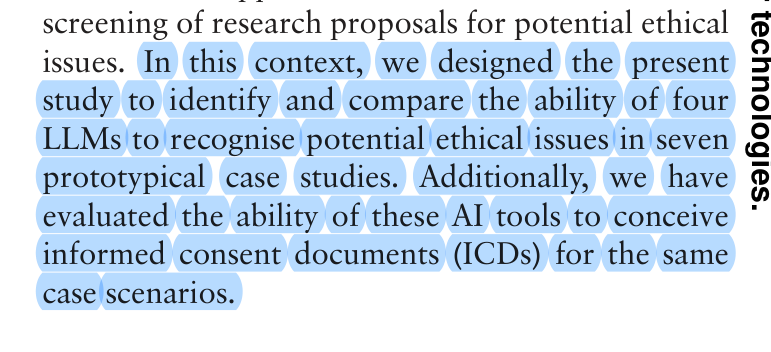 screening of research proposals for potential ethical
issues. In this context, we designed the present
study to identify and compare the ability of four
LLMs to recognise potential ethical issues in seven
prototypical case studies. Additionally, we have
evaluated the ability of these AI tools to conceive
informed consent documents (ICDs) for the same
case scenarios.
technologies.